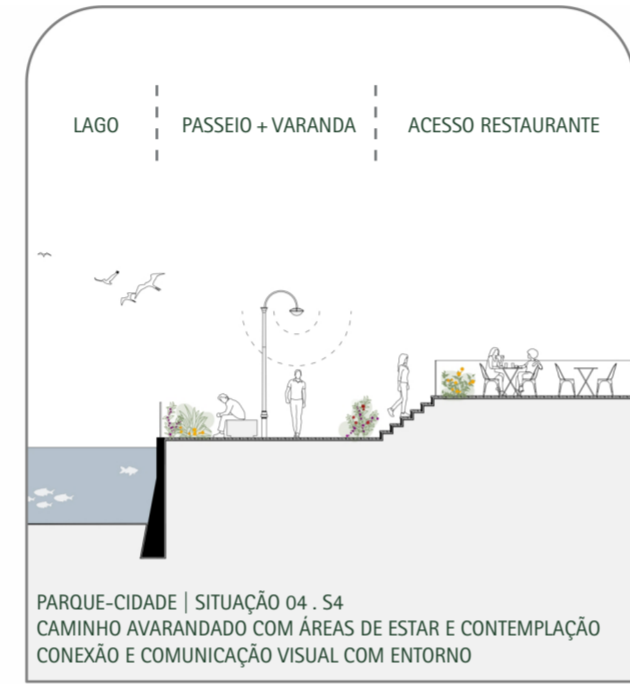 LAGO PASSEIO + VARANDA ACESSO RESTAURANTE
PARQUE-CIDADE | SITUAÇÃO 04 . S4
CAMINHO AVARANDADO COM ÁREAS DE ESTAR E CONTEMPLAÇÃO
CONEXÃO E COMUNICAÇÃO VISUAL COM ENTORNO